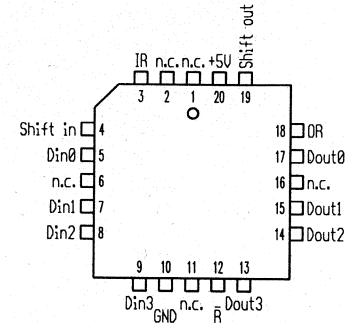 Shift out
IR n.c. n.c. +5V
3 2 1 20 19
Shift in 4
Din0 5
n.c. 6
Din1 7
Din2 8
18 OR
17 Dout0
16 n.c.
15 Dout1
14 Dout2
9 10 11 12 13
Din3 GND n.c. R̅ Dout3